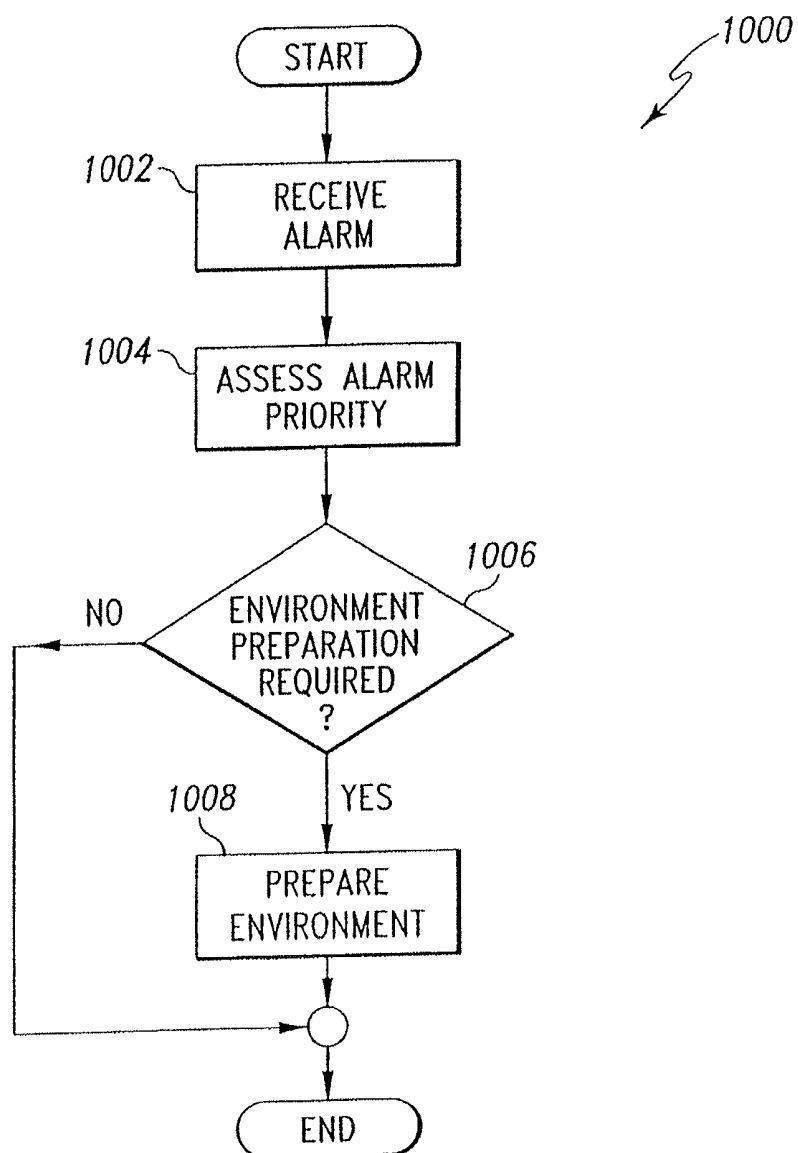 START
1000
1002
RECEIVE
ALARM
1004
ASSESS ALARM
PRIORITY
1006
NO
ENVIRONMENT
PREPARATION
REQUIRED
?
YES
1008
PREPARE
ENVIRONMENT
END